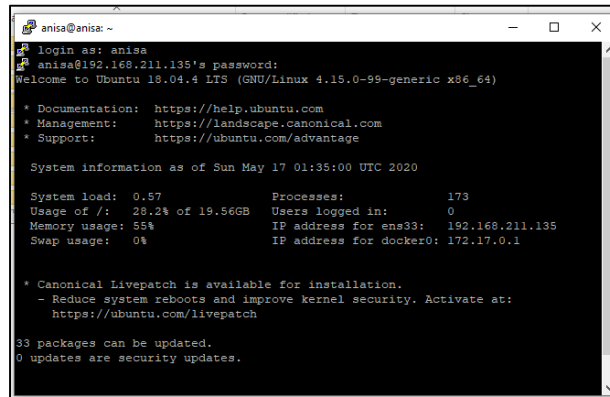 anisa@anisa: ~
login as: anisa
anisa@192.168.211.135's password:
Welcome to Ubuntu 18.04.4 LTS (GNU/Linux 4.15.0-99-generic x86_64)
* Documentation:  https://help.ubuntu.com
* Management:     https://landscape.canonical.com
* Support:        https://ubuntu.com/advantage
System information as of Sun May 17 01:35:00 UTC 2020
System load:  0.57               Processes:              173
Usage of /:   28.2% of 19.56GB   Users logged in:        0
Memory usage: 55%                IP address for ens33:   192.168.211.135
Swap usage:   0%                 IP address for docker0: 172.17.0.1
* Canonical Livepatch is available for installation.
- Reduce system reboots and improve kernel security. Activate at:
https://ubuntu.com/livepatch
33 packages can be updated.
0 updates are security updates.